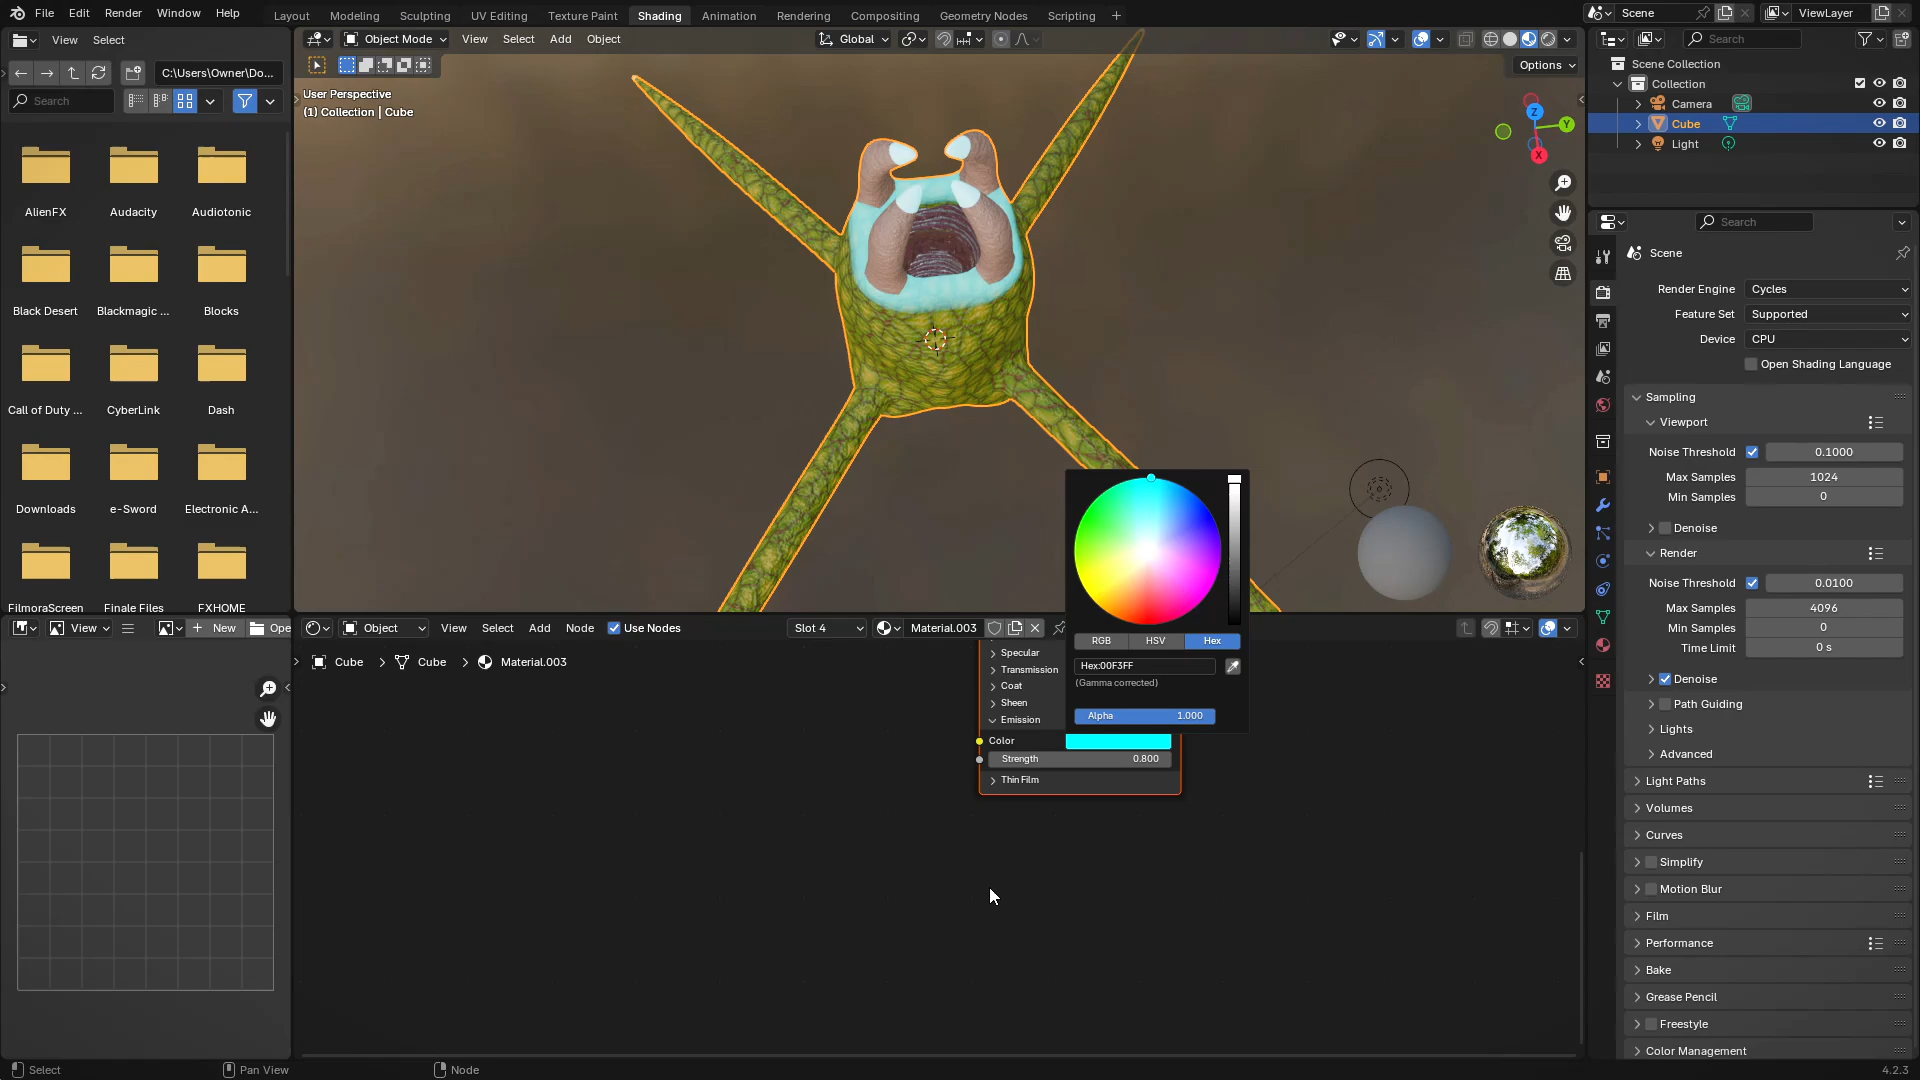 File Edit Render Window Help Layout Modeling Sculpting UV Editing Texture Paint Shading Animation Rendering Compositing Geometry Nodes Scripting + Scene ViewLayer
View Select Object Mode View Select Add Object Global Search
C:\Users\Owner\Do... Options
Search
User Perspective
(1) Collection | Cube
Scene Collection
Collection
Camera
Cube
Light
Z
Y
X
AlienFX Audacity Audiotonic
Black Desert Blackmagic ... Blocks
Call of Duty ... CyberLink Dash
Downloads e-Sword Electronic A...
FilmoraScreen Finale Files FXHOME
Search
Scene
Render Engine Cycles
Feature Set Supported
Device CPU
Open Shading Language
Sampling
Viewport
Noise Threshold 0.1000
Max Samples 1024
Min Samples 0
Denoise
Render
Noise Threshold 0.0100
Max Samples 4096
Min Samples 0
Time Limit 0 s
Denoise
Path Guiding
Lights
Advanced
Light Paths
Volumes
Curves
Simplify
Motion Blur
Film
Performance
Bake
Grease Pencil
Freestyle
Color Management
View New Ope
Object View Select Add Node Use Nodes Slot 4 Material.003
Cube Cube Material.003
Specular
Transmission
Coat
Sheen
Emission
Color
Strength 0.800
Thin Film
RGB HSV Hex
Hex:00F3FF
(Gamma corrected)
Alpha 1.000
Select Pan View Node 4.2.3